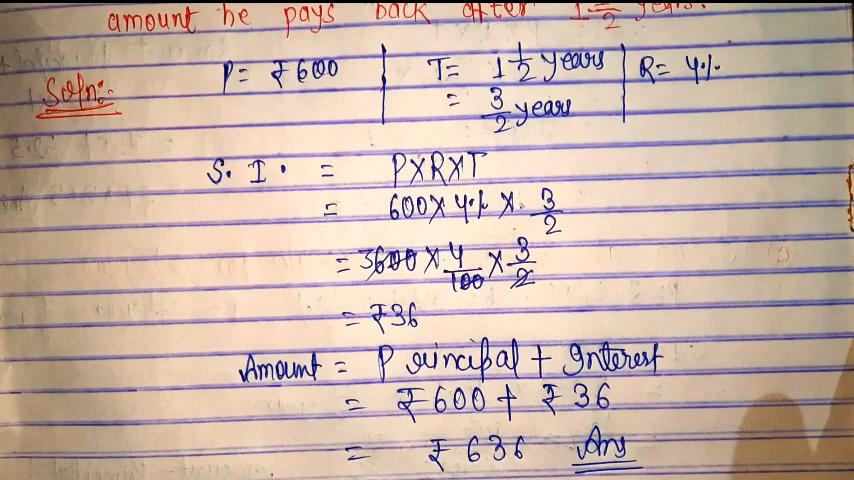 amount he pays back after 1 1/2 years.
Soln:-
P = ₹600 | T = 1 1/2 years | R = 4%
= 3/2 years
S. I. = P×R×T
= 600 × 4% × 3/2
= 3600 × 4/100 × 3/2
= ₹36
Amount = Principal + Interest
= ₹600 + ₹36
= ₹636 Ans